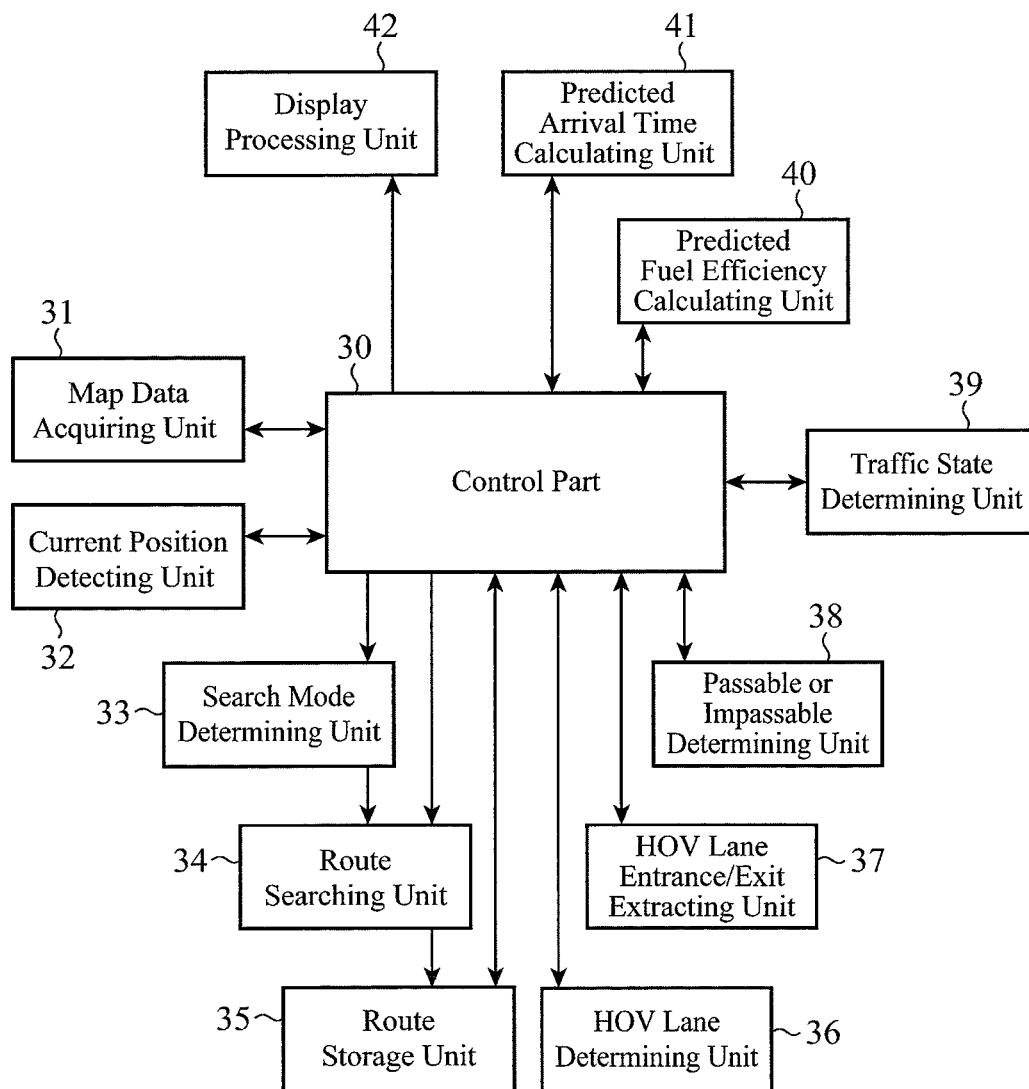 42
Display
Processing Unit
41
Predicted
Arrival Time
Calculating Unit
40
Predicted
Fuel Efficiency
Calculating Unit
31
Map Data
Acquiring Unit
30
Control Part
39
Traffic State
Determining Unit
Current Position
Detecting Unit
32
33
Search Mode
Determining Unit
38
Passable or
Impassable
Determining Unit
34
Route
Searching Unit
HOV Lane
Entrance/Exit
Extracting Unit
37
35
Route
Storage Unit
HOV Lane
Determining Unit
36